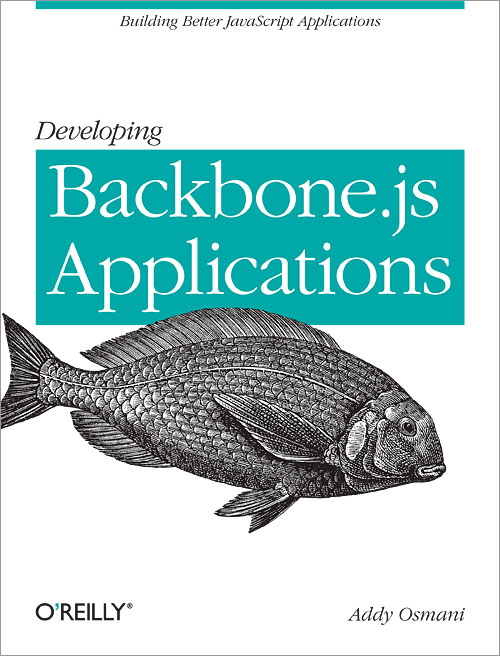 Building Better JavaScript Applications
Developing
Backbone.js
Applications
O'REILLY®
Addy Osmani